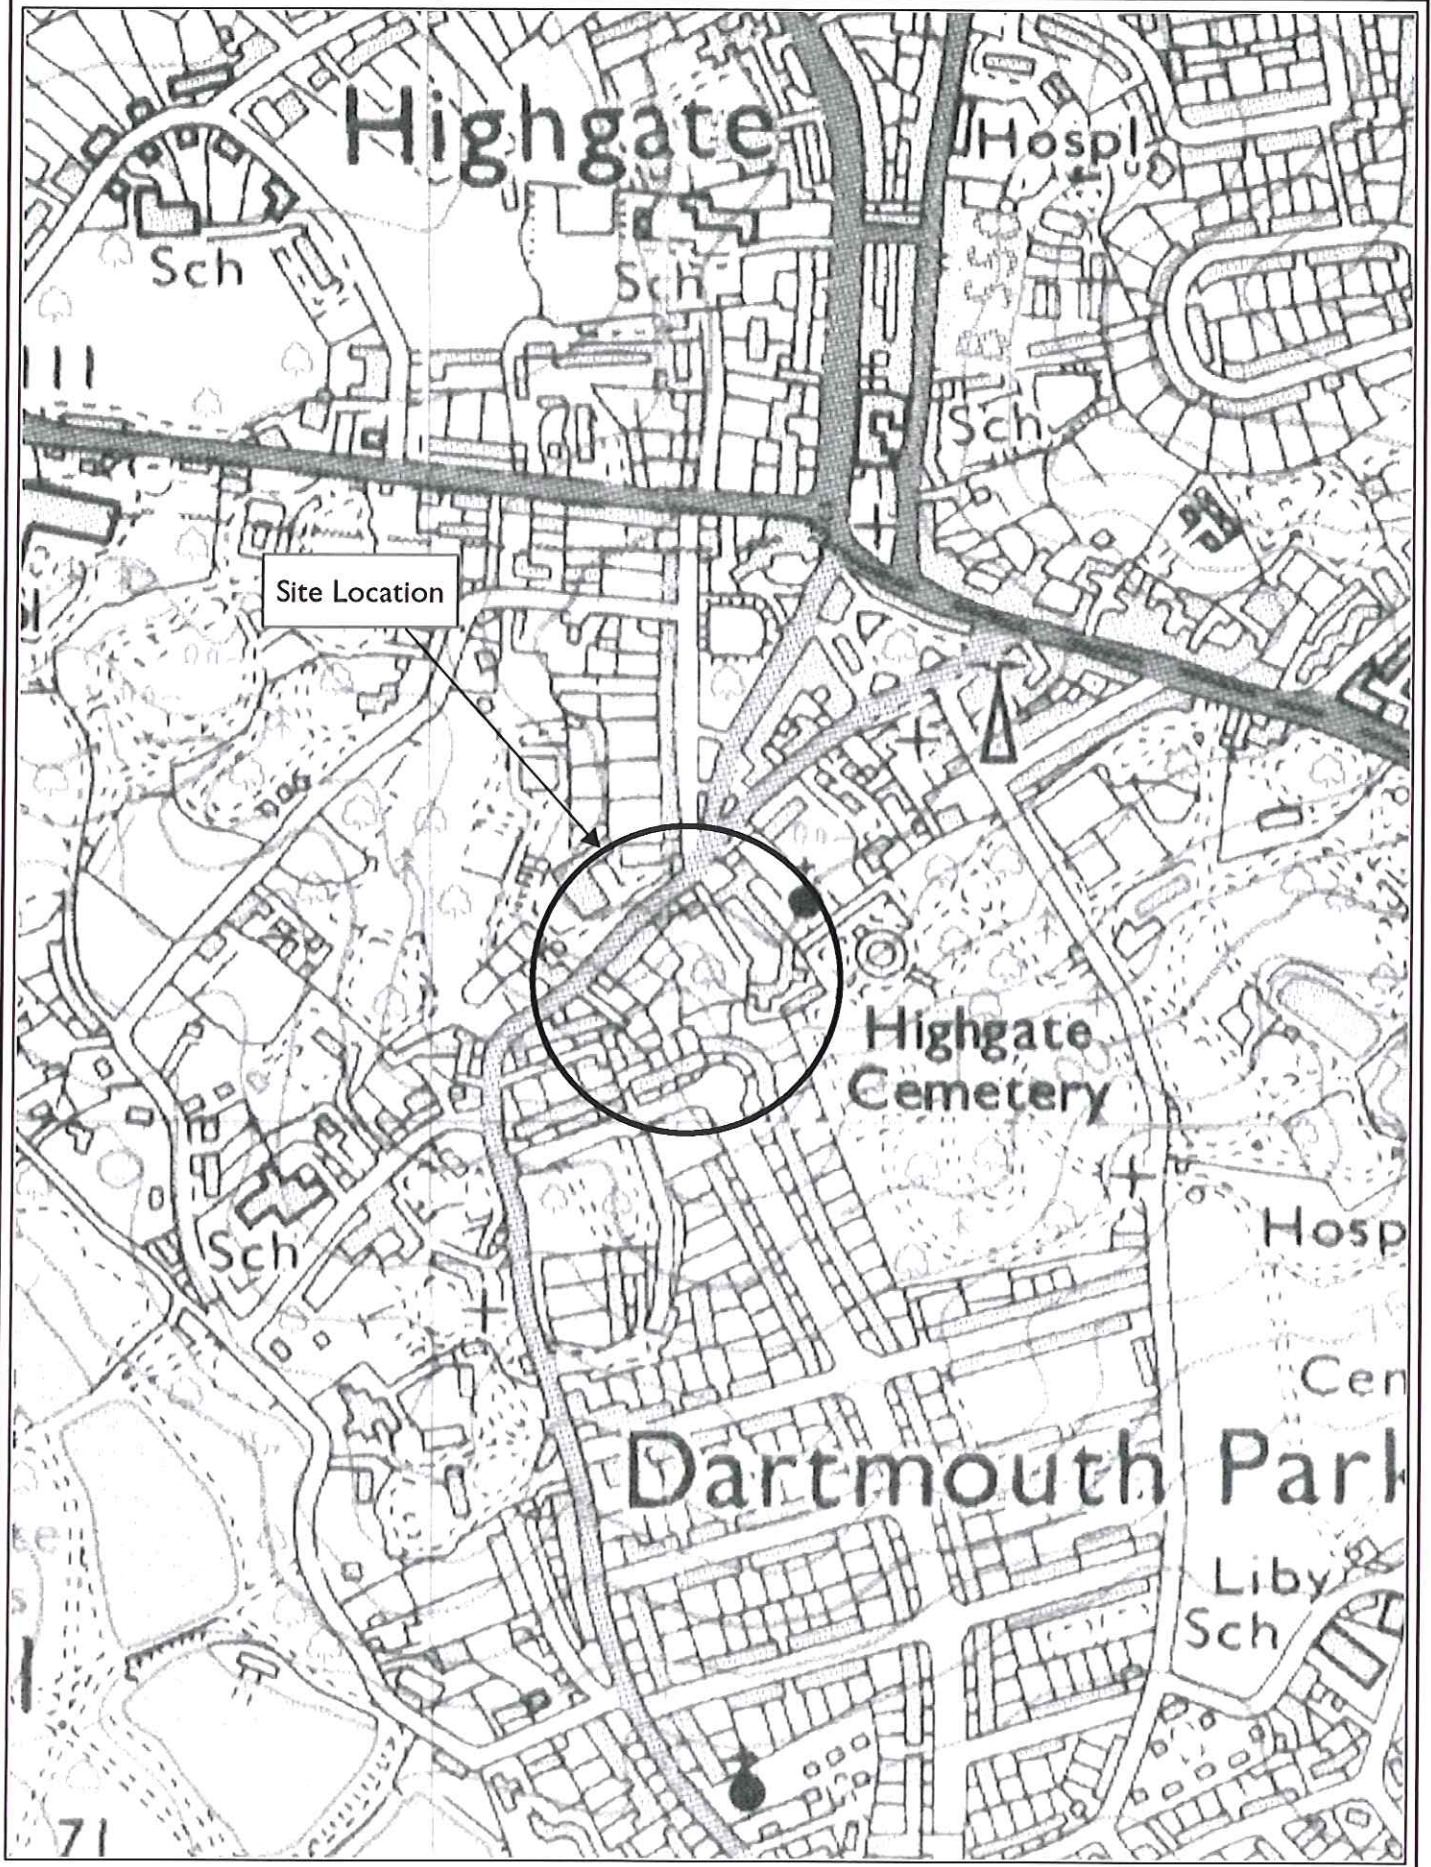 Highgate
Hospl
Sch
Sch
Sch
Site Location
Highgate
Cemetery
Hosp
Sch
Cen
Dartmouth Park
Liby
Sch
71